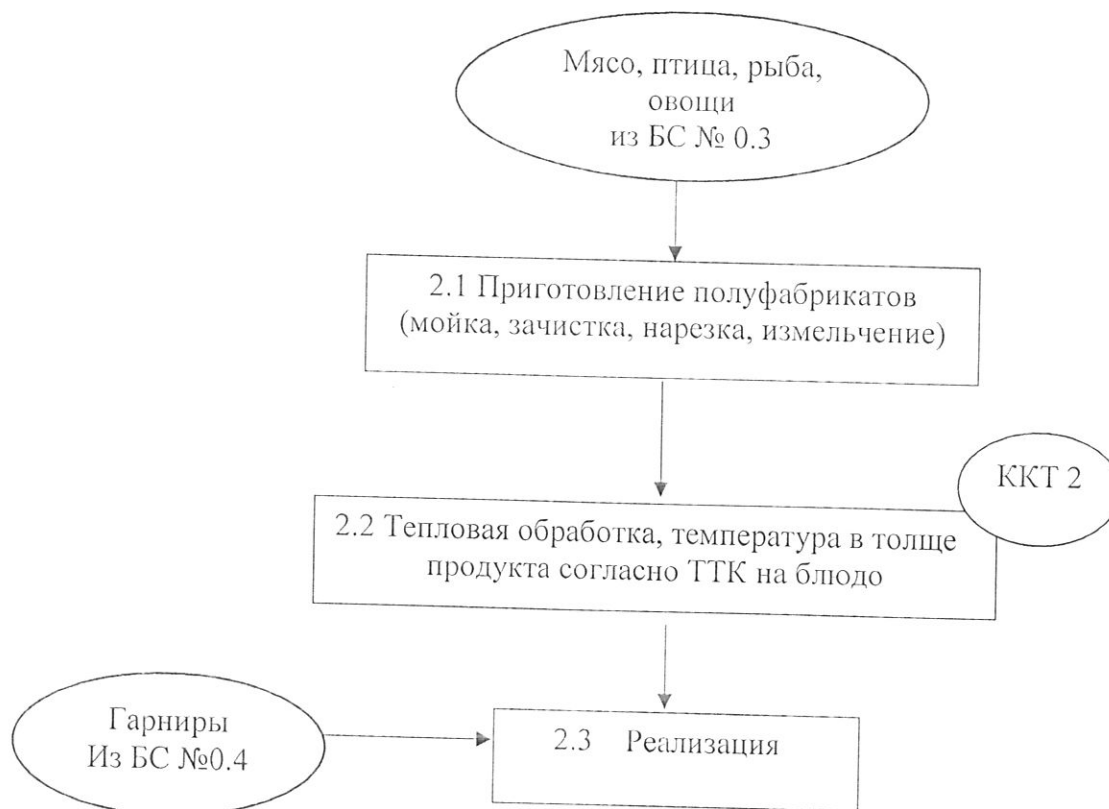 Мясо, птица, рыба,
овощи
из БС № 0.3
2.1 Приготовление полуфабрикатов
(мойка, зачистка, нарезка, измельчение)
ККТ 2
2.2 Тепловая обработка, температура в толще
продукта согласно ТТК на блюдо
Гарниры
Из БС №0.4
2.3 Реализация